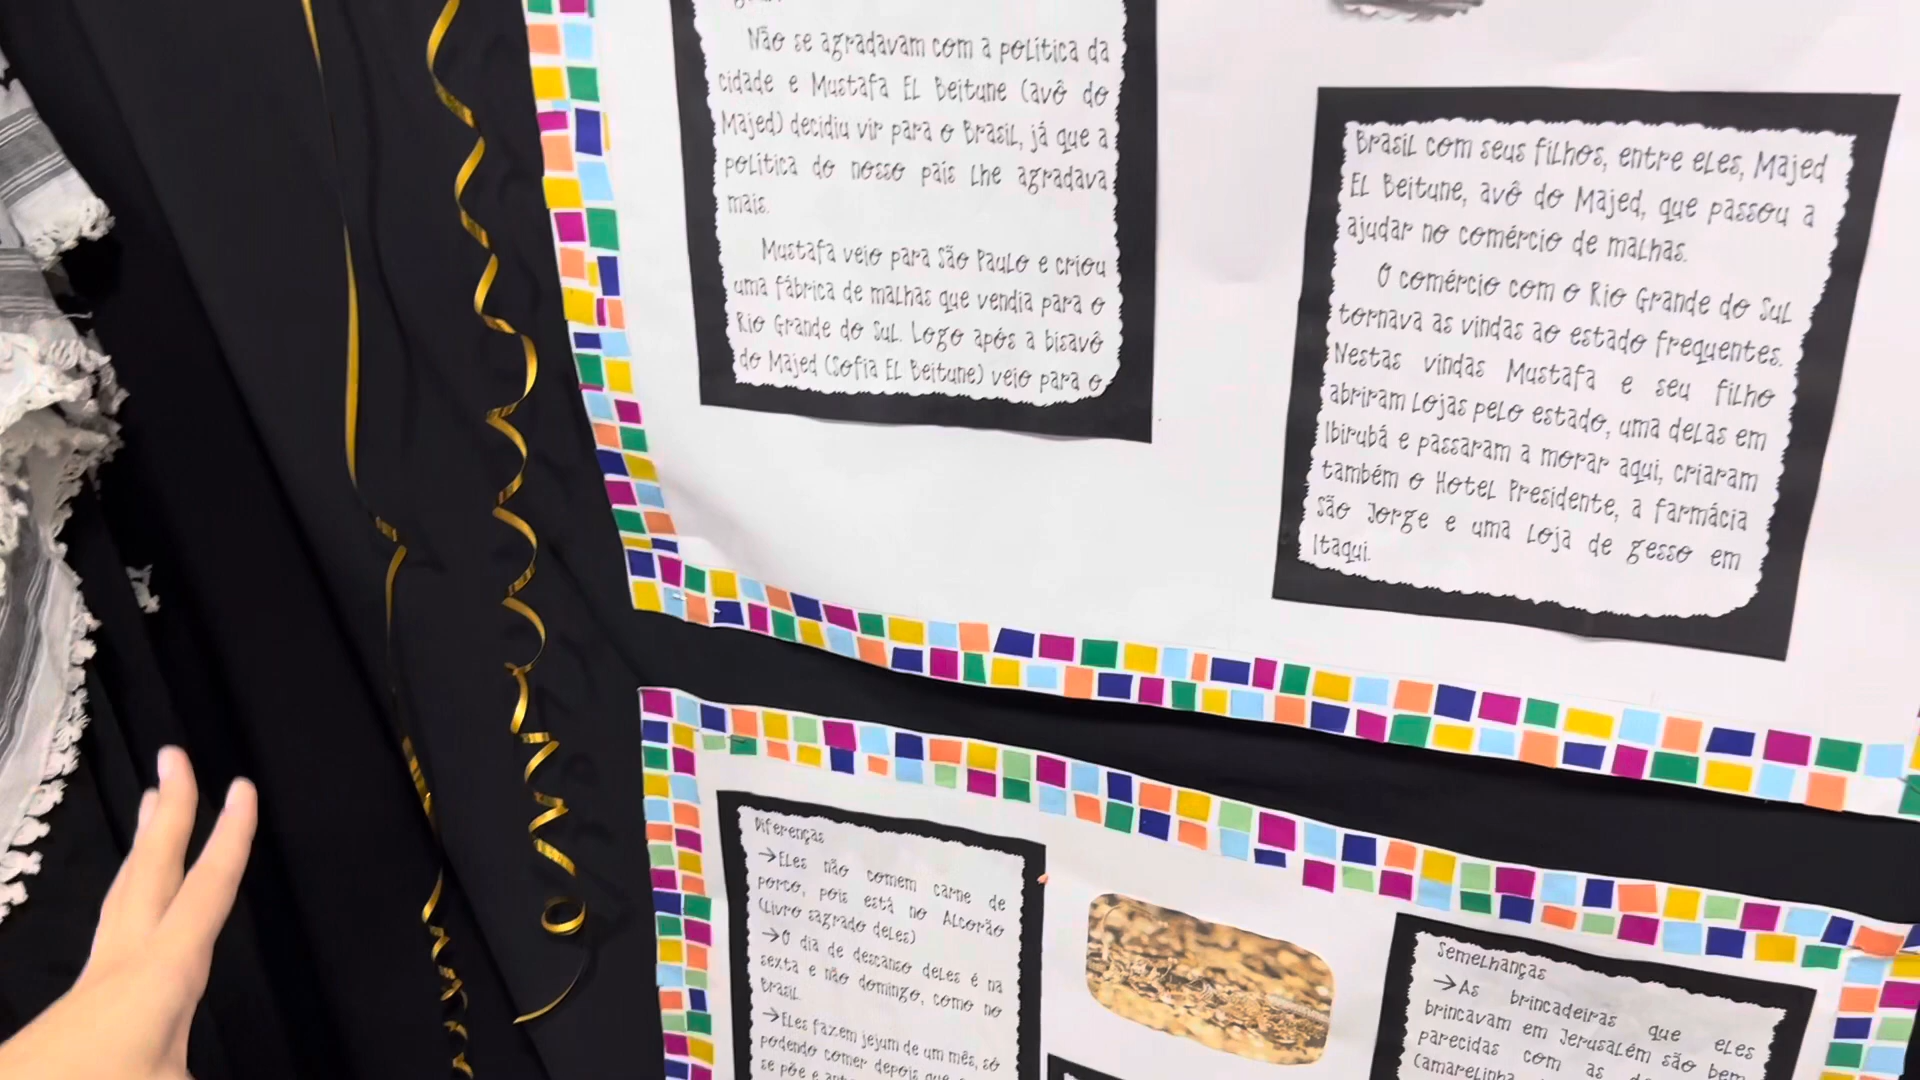 Não se agradavam com a política da
cidade e Mustafa El Beitune (avô do
Majed) decidiu vir para o Brasil, já que a
política do nosso país lhe agradava
mais.
Mustafa veio para São Paulo e criou
uma fábrica de malhas que vendia para o
Rio Grande do Sul. Logo após a bisavó
do Majed (Sofia El Beitune) veio para o
Brasil com seus filhos, entre eles, Majed
El Beitune, avô do Majed, que passou a
ajudar no comércio de malhas.
O comércio com o Rio Grande do Sul
tornava as vindas ao estado frequentes.
Nestas vindas Mustafa e seu filho
abriram lojas pelo estado, uma delas em
Ibirubá e passaram a morar aqui, criaram
também o Hotel Presidente, a farmácia
São Jorge e uma loja de gesso em
Itaqui.
Diferenças
→Eles não comem carne de
porco, pois está no Alcorão
(livro sagrado deles)
→O dia de descanso deles é na
sexta e não domingo, como no
Brasil.
→Eles fazem jejum de um mês, só
podendo comer depois que
se põe e
Semelhanças
→As brincadeiras que eles
brincavam em Jerusalém são bem
parecidas com as